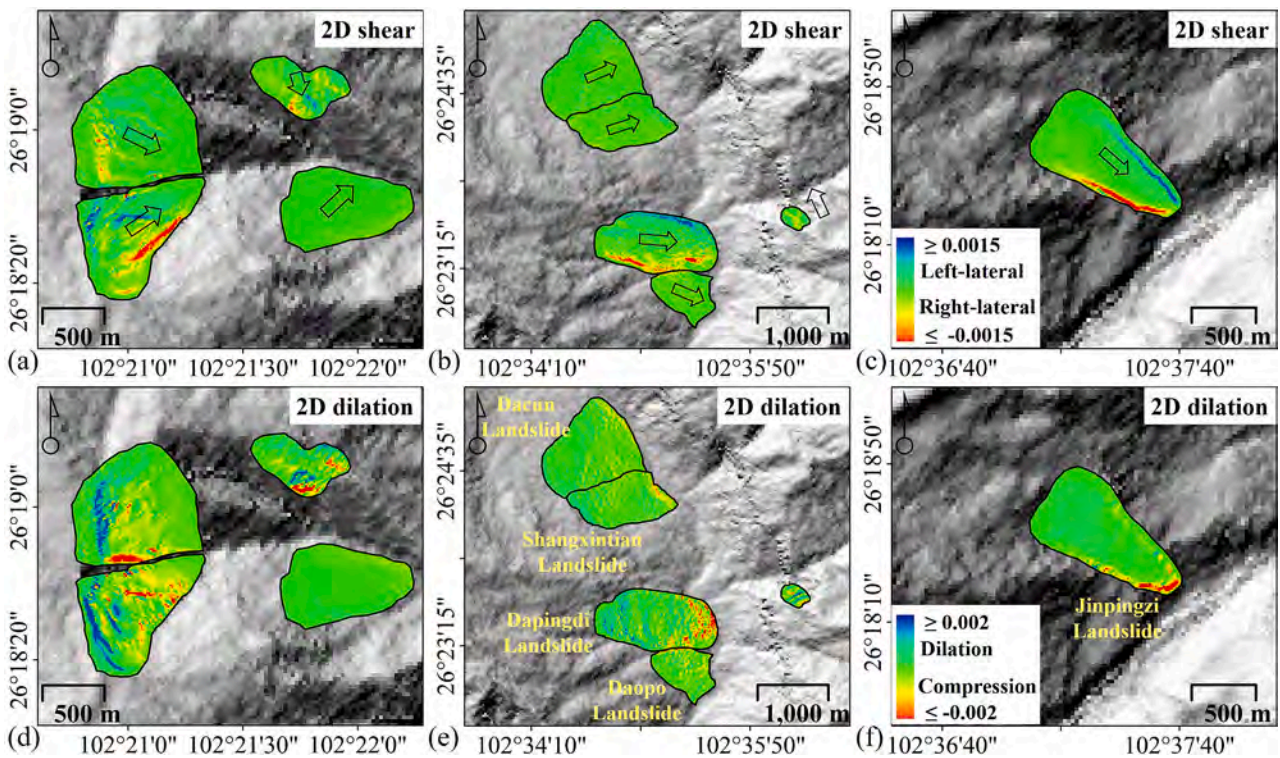 2D shear
26°19'0"
26°18'20"
500 m
(a)
102°21'0"
102°21'30"
102°22'0"
2D shear
26°24'35"
26°23'15"
1,000 m
(b)
102°34'10"
102°35'50"
2D shear
26°18'50"
26°18'10"
≥ 0.0015
Left-lateral
Right-lateral
≤ -0.0015
500 m
(c)
102°36'40"
102°37'40"
2D dilation
26°19'0"
26°18'20"
500 m
(d)
102°21'0"
102°21'30"
102°22'0"
2D dilation
Dacun
Landslide
26°24'35"
Shangxintian
Landslide
Dapingdi
Landslide
26°23'15"
Daopo
Landslide
1,000 m
(e)
102°34'10"
102°35'50"
2D dilation
26°18'50"
26°18'10"
Jinpingzi
Landslide
≥ 0.002
Dilation
Compression
≤ -0.002
500 m
(f)
102°36'40"
102°37'40"